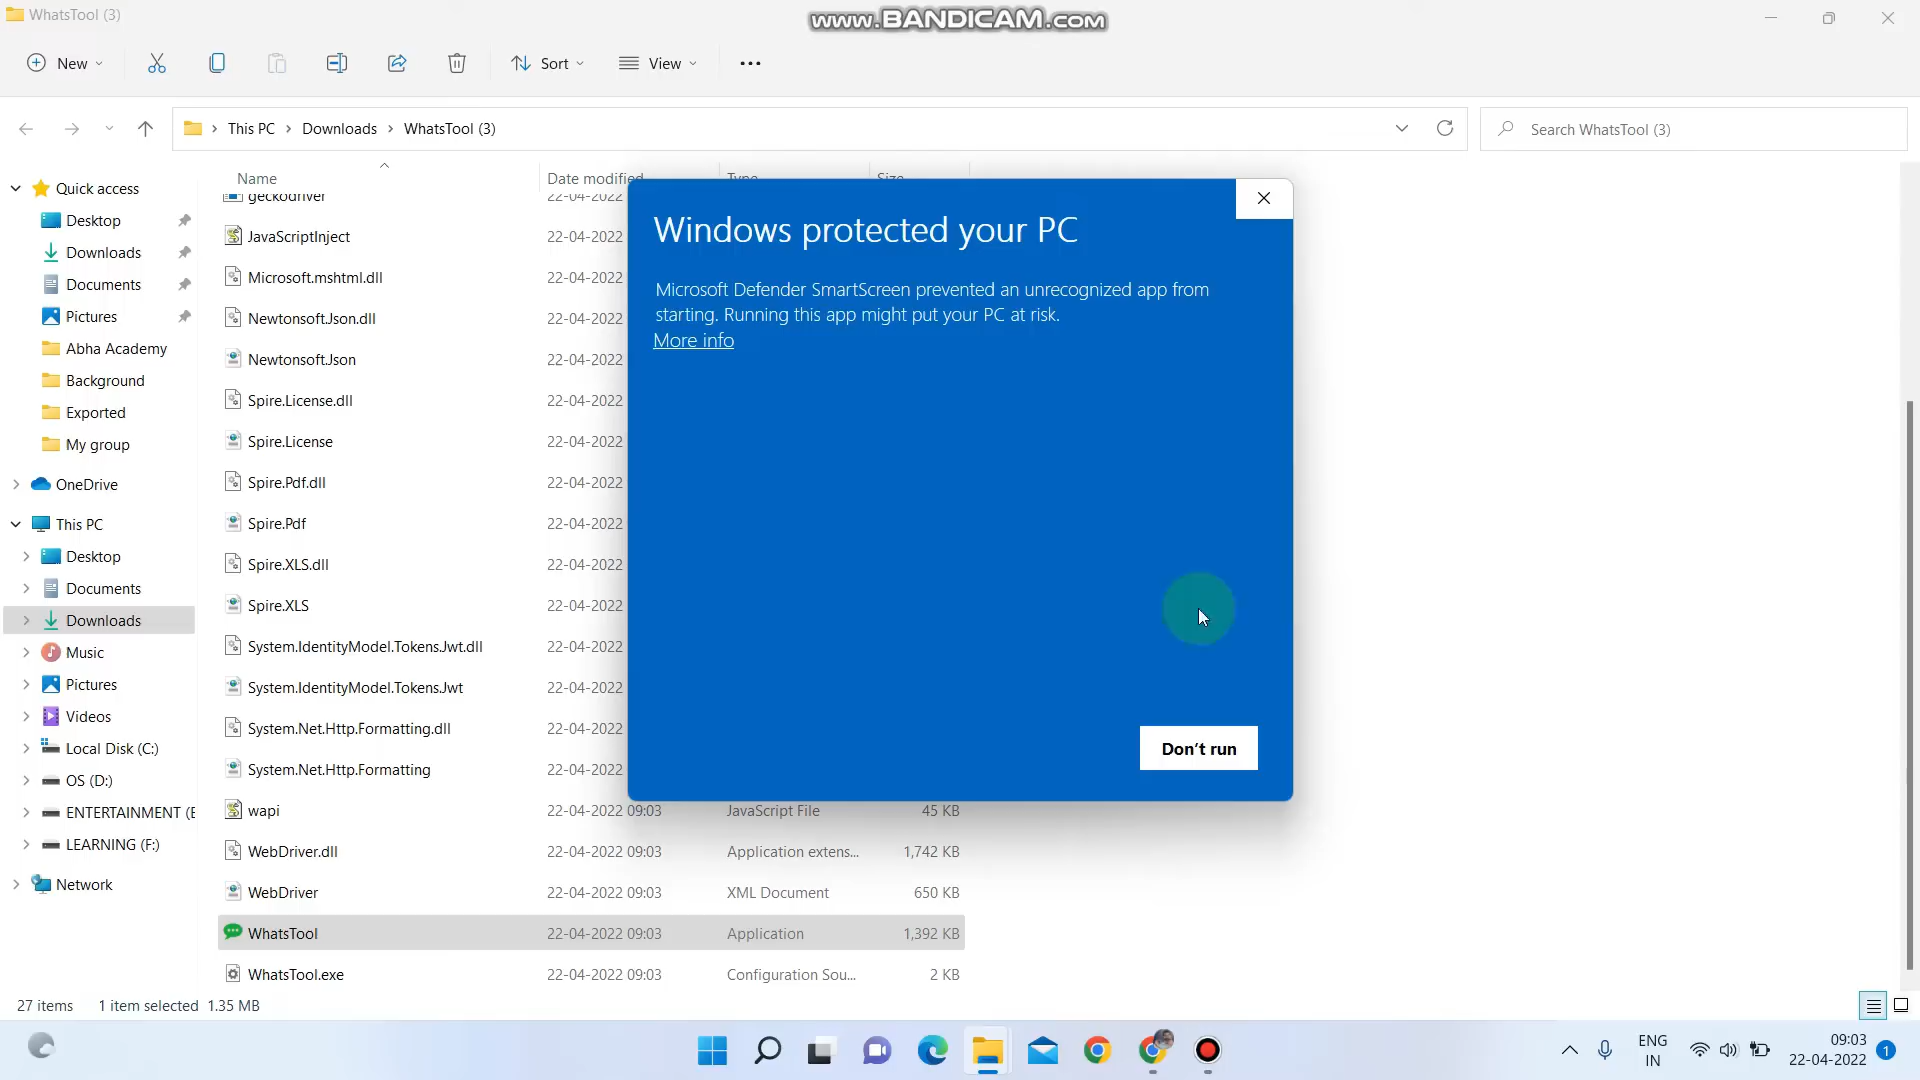 WhatsTool (3)
www.BANDICAM.com
New
Sort
View
This PC
Downloads
WhatsTool (3)
Search WhatsTool (3)
Quick access
Desktop
Downloads
Documents
Pictures
Abha Academy
Background
Exported
My group
OneDrive
This PC
Desktop
Documents
Downloads
Music
Pictures
Videos
Local Disk (C:)
OS (D:)
ENTERTAINMENT (E
LEARNING (F:)
Network
Name Date modified Type Size
geckodriver 22-04-2022
JavaScriptInject 22-04-2022
Microsoft.mshtml.dll 22-04-2022
Newtonsoft.Json.dll 22-04-2022
Newtonsoft.Json 22-04-2022
Spire.License.dll 22-04-2022
Spire.License 22-04-2022
Spire.Pdf.dll 22-04-2022
Spire.Pdf 22-04-2022
Spire.XLS.dll 22-04-2022
Spire.XLS 22-04-2022
System.IdentityModel.Tokens.Jwt.dll 22-04-2022
System.IdentityModel.Tokens.Jwt 22-04-2022
System.Net.Http.Formatting.dll 22-04-2022
System.Net.Http.Formatting 22-04-2022
wapi 22-04-2022 09:03 JavaScript File 45 KB
WebDriver.dll 22-04-2022 09:03 Application extens... 1,742 KB
WebDriver 22-04-2022 09:03 XML Document 650 KB
WhatsTool 22-04-2022 09:03 Application 1,392 KB
WhatsTool.exe 22-04-2022 09:03 Configuration Sou... 2 KB
Windows protected your PC
Microsoft Defender SmartScreen prevented an unrecognized app from
starting. Running this app might put your PC at risk.
More info
Don't run
27 items 1 item selected 1.35 MB
ENG
IN
09:03
22-04-2022
1